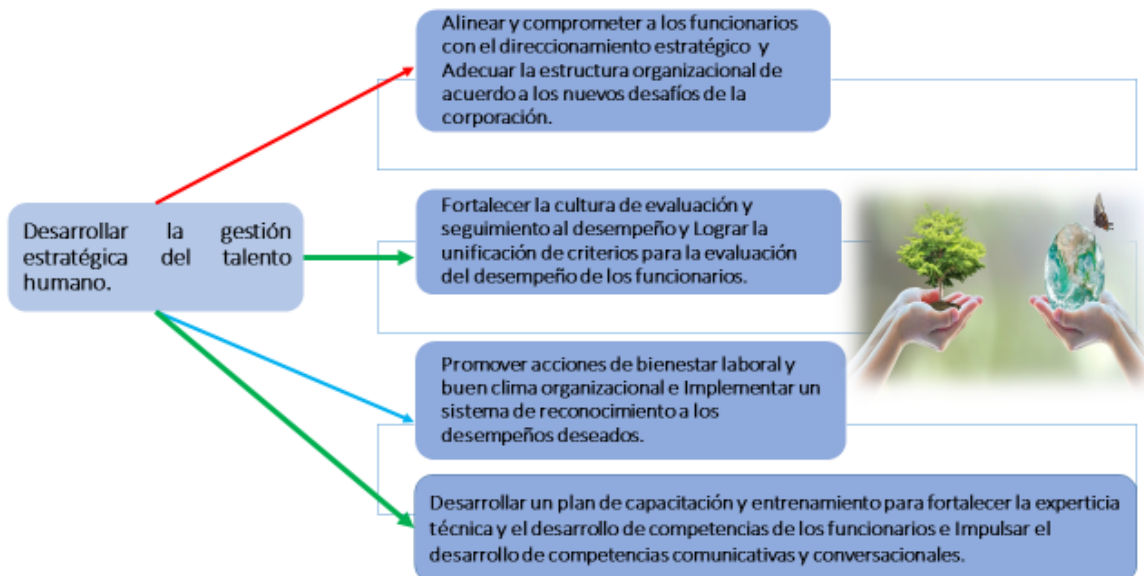 Alinear y comprometer a los funcionarios
con el direccionamiento estratégico y
Adecuar la estructura organizacional de
acuerdo a los nuevos desafíos de la
corporación.
Desarrollar la gestión
estratégica del talento
humano.
Fortalecer la cultura de evaluación y
seguimiento al desempeño y Lograr la
unificación de criterios para la evaluación
del desempeño de los funcionarios.
Promover acciones de bienestar laboral y
buen clima organizacional e Implementar un
sistema de reconocimiento a los
desempeños deseados.
Desarrollar un plan de capacitación y entrenamiento para fortalecer la experticia
técnica y el desarrollo de competencias de los funcionarios e Impulsar el
desarrollo de competencias comunicativas y conversacionales.